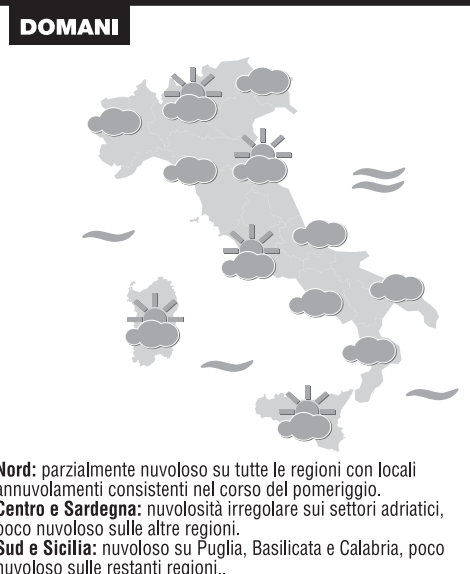 DOMANI
Nord: parzialmente nuvoloso su tutte le regioni con locali
annuvolamenti consistenti nel corso del pomeriggio.
Centro e Sardegna: nuvolosità irregolare sui settori adriatici,
poco nuvoloso sulle altre regioni.
Sud e Sicilia: nuvoloso su Puglia, Basilicata e Calabria, poco
nuvoloso sulle restanti regioni..